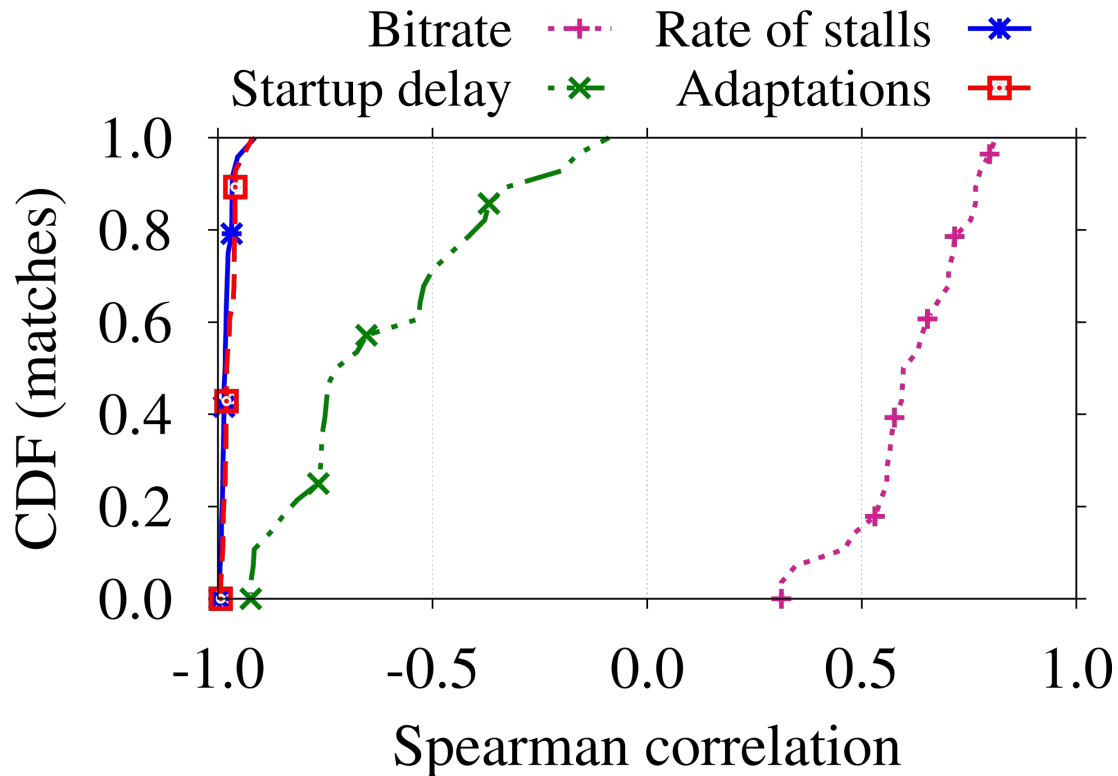 Bitrate Rate of stalls
Startup delay Adaptations
1.0
0.8
0.6
0.4
0.2
0.0
CDF (matches)
-1.0 -0.5 0.0 0.5 1.0
Spearman correlation